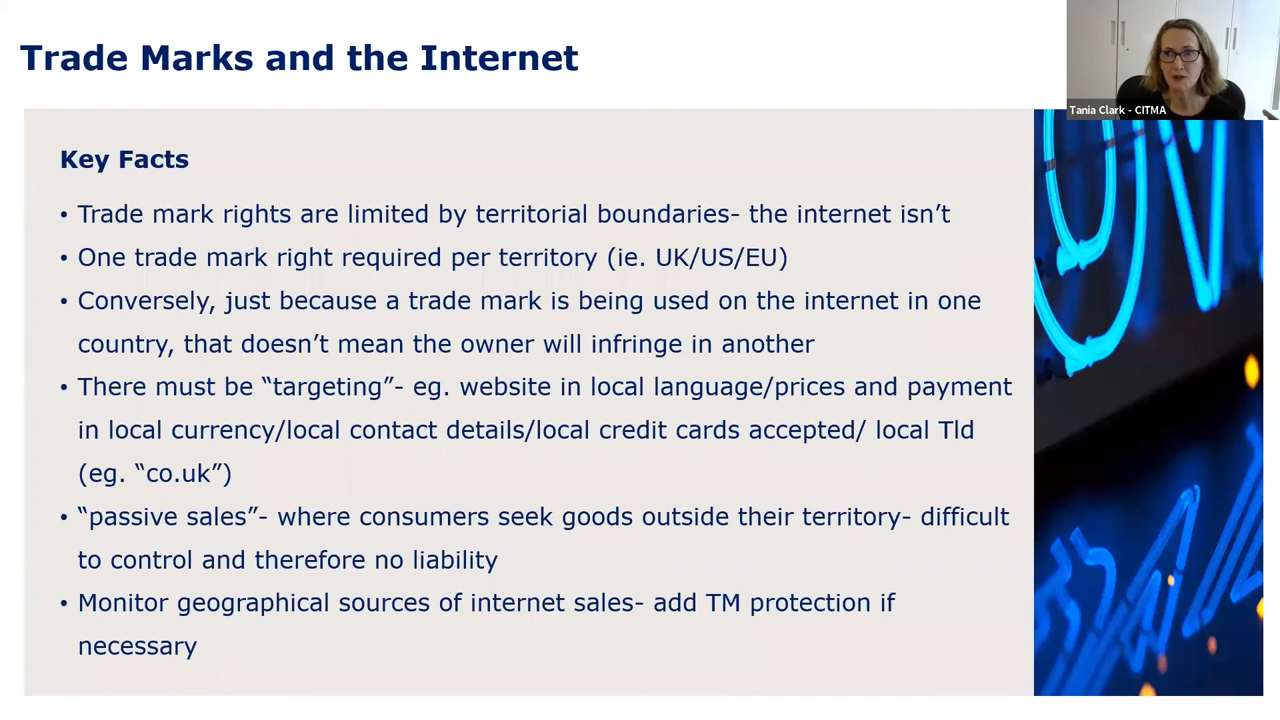 Trade Marks and the Internet
Tania Clark - CITMA
Key Facts
• Trade mark rights are limited by territorial boundaries- the internet isn’t
• One trade mark right required per territory (ie. UK/US/EU)
• Conversely, just because a trade mark is being used on the internet in one
country, that doesn’t mean the owner will infringe in another
• There must be “targeting”- eg. website in local language/prices and payment
in local currency/local contact details/local credit cards accepted/ local Tld
(eg. “co.uk”)
• “passive sales”- where consumers seek goods outside their territory- difficult
to control and therefore no liability
• Monitor geographical sources of internet sales- add TM protection if
necessary